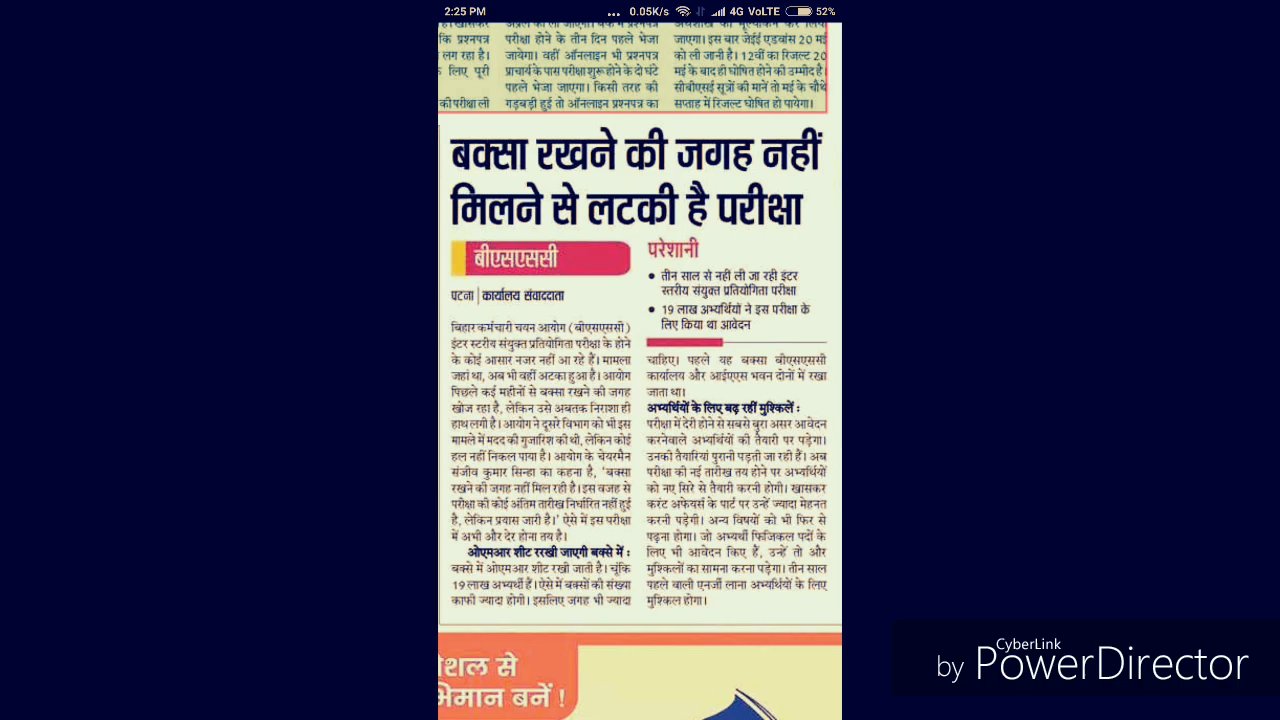 2:25 PM
... 0.05K/s 4G VoLTE 52%
कि प्रश्नपत्र
लग रहा है।
लिए पूरी
की परीक्षा ली
परीक्षा होने के तीन दिन पहले भेजा
जायेगा। वहीं ऑनलाइन भी प्रश्नपत्र
प्राचार्य के पास परीक्षा शुरू होने के दो घंटे
पहले भेजा जाएगा। किसी तरह की
गड़बड़ी हुई तो ऑनलाइन प्रश्नपत्र का
जाएगा। इस बार जेईई एडवांस 20 मई
को ली जानी है। 12वीं का रिजल्ट 20
मई के बाद ही घोषित होने की उम्मीद है।
सीबीएसई सूत्रों की मानें तो मई के चौथे
सप्ताह में रिजल्ट घोषित हो पायेगा।
बक्सा रखने की जगह नहीं
मिलने से लटकी है परीक्षा
बीएसएससी
पटना | कार्यालय संवाददाता
बिहार कर्मचारी चयन आयोग (बीएसएससी)
इंटर स्टरीय संयुक्त प्रतियोगिता परीक्षा के होने
के कोई आसार नजर नहीं आ रहे हैं। मामला
जहां था, अब भी वहीं अटका हुआ है। आयोग
पिछले कई महीनों से बक्सा रखने की जगह
खोज रहा है, लेकिन उसे अबतक निराशा ही
हाथ लगी है। आयोग ने दूसरे विभाग को भी इस
मामले में मदद की गुजारिश की थी, लेकिन कोई
हल नहीं निकल पाया है। आयोग के चेयरमैन
संजीव कुमार सिन्हा का कहना है, 'बक्सा
रखने की जगह नहीं मिल रही है। इस वजह से
परीक्षा की कोई अंतिम तारीख निर्धारित नहीं हुई
है, लेकिन प्रयास जारी है।' ऐसे में इस परीक्षा
में अभी और देर होना तय है।
ओएमआर शीट ररखी जाएगी बक्से में :
बक्से में ओएमआर शीट रखी जाती है। चूंकि
19 लाख अभ्यर्थी हैं। ऐसे में बक्सों की संख्या
काफी ज्यादा होगी। इसलिए जगह भी ज्यादा
परेशानी
● तीन साल से नहीं ली जा रही इंटर
स्तरीय संयुक्त प्रतियोगिता परीक्षा
● 19 लाख अभ्यर्थियों ने इस परीक्षा के
लिए किया था आवेदन
चाहिए। पहले यह बक्सा बीएसएससी
कार्यालय और आईएएस भवन दोनों में रखा
जाता था।
अभ्यर्थियों के लिए बढ़ रहीं मुश्किलें :
परीक्षा में देरी होने से सबसे बुरा असर आवेदन
करनेवाले अभ्यर्थियों की तैयारी पर पड़ेगा।
उनकी तैयारियां पुरानी पड़ती जा रही हैं। अब
परीक्षा की नई तारीख तय होने पर अभ्यर्थियों
को नए सिरे से तैयारी करनी होगी। खासकर
करंट अफेयर्स के पार्ट पर उन्हें ज्यादा मेहनत
करनी पड़ेगी। अन्य विषयों को भी फिर से
पढ़ना होगा। जो अभ्यर्थी फिजिकल पदों के
लिए भी आवेदन किए हैं, उन्हें तो और
मुश्किलों का सामना करना पड़ेगा। तीन साल
पहले वाली एनर्जी लाना अभ्यर्थियों के लिए
मुश्किल होगा।
शल से
भिमान बनें !
CyberLink
by PowerDirector